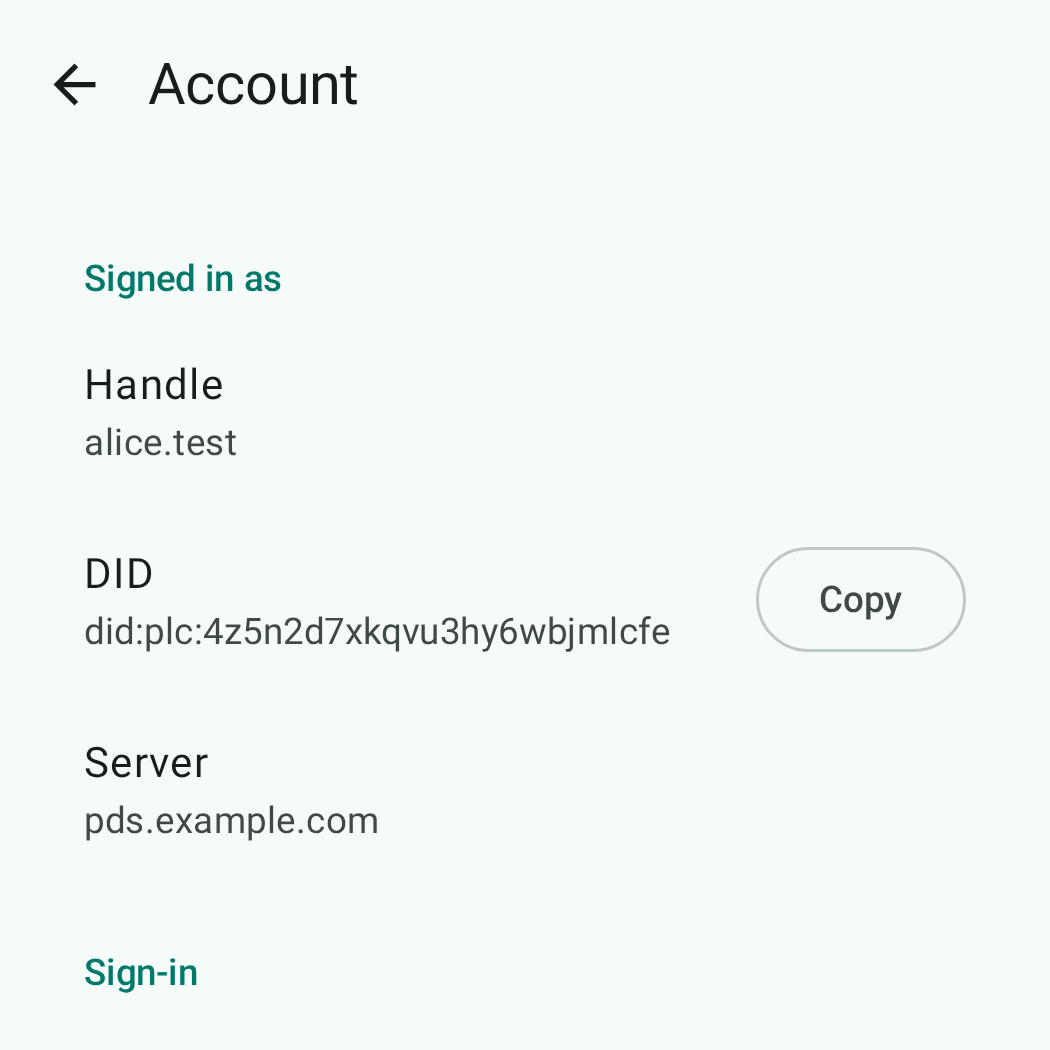 Account
Signed in as
Handle
alice.test
DID
did:plc:4z5n2d7xkqvu3hy6wbjmlcfe
Copy
Server
pds.example.com
Sign-in